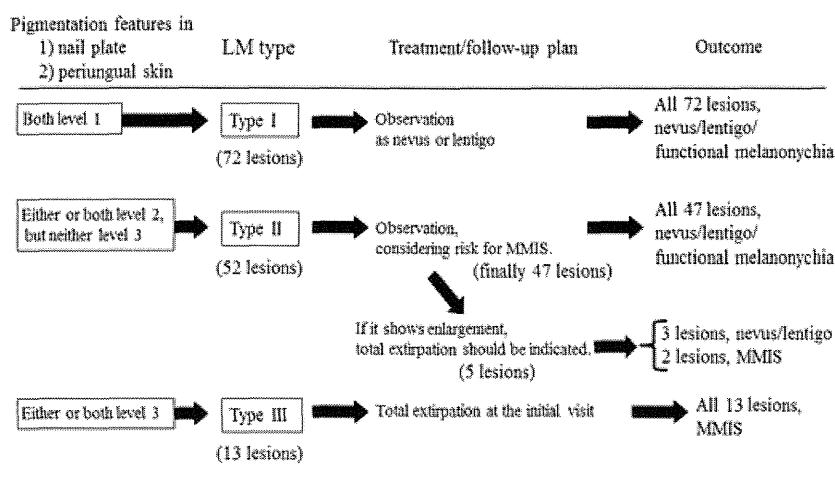 Pigmentation features in
1) nail plate
2) periungual skin
LM type
Treatment/follow-up plan
Outcome
Both level 1
Type I
(72 lesions)
Observation
as nevus or lentigo
All 72 lesions,
nevus/lentigo/
functional melanonychia
Either or both level 2,
but neither level 3
Type II
(52 lesions)
Observation,
considering risk for MMIS.
(finally 47 lesions)
All 47 lesions,
nevus/lentigo/
functional melanonychia
If it shows enlargement,
total extirpation should be indicated.
(5 lesions)
3 lesions, nevus/lentigo
2 lesions, MMIS
Either or both level 3
Type III
(13 lesions)
Total extirpation at the initial visit
All 13 lesions,
MMIS